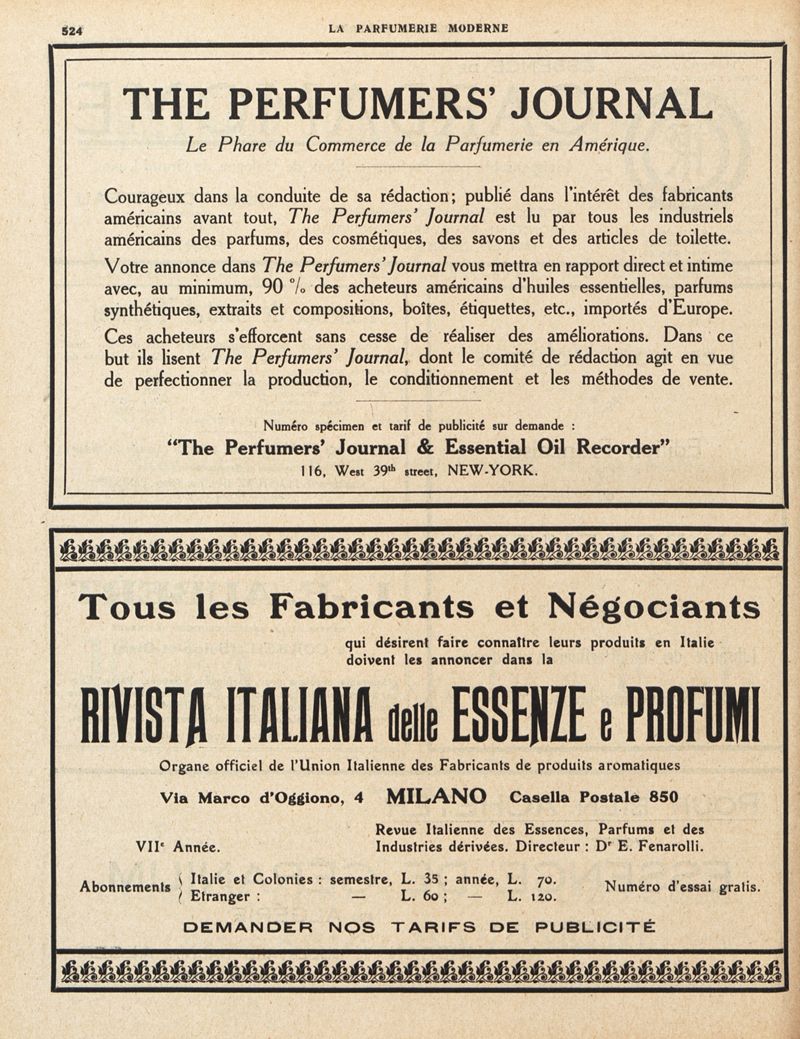 524
LA PARFUMERIE MODERNE
THE PERFUMERS' JOURNAL
Le Phare du Commerce de la Parfumerie en Amérique.
Courageux dans la conduite de sa rédaction; publié dans l'intérêt des fabricants
américains avant tout, The Perfumers' Journal est lu par tous les industriels
américains des parfums, des cosmétiques, des savons et des articles de toilette.
Votre annonce dans The Perfumers' Journal vous mettra en rapport direct et intime
avec, au minimum, 90 % des acheteurs américains d'huiles essentielles, parfums
synthétiques, extraits et compositions, boîtes, étiquettes, etc., importés d'Europe.
Ces acheteurs s'efforcent sans cesse de réaliser des améliorations. Dans ce
but ils lisent The Perfumers' Journal, dont le comité de rédaction agit en vue
de perfectionner la production, le conditionnement et les méthodes de vente.
Numéro spécimen et tarif de publicité sur demande :
"The Perfumers' Journal & Essential Oil Recorder"
116, West 39th street, NEW-YORK.
Tous les Fabricants et Négociants
qui désirent faire connaître leurs produits en Italie
doivent les annoncer dans la
RIVISTA ITALIANA delle ESSENZE e PROFUMI
Organe officiel de l'Union Italienne des Fabricants de produits aromatiques
Via Marco d'Oggiono, 4 MILANO Casella Postale 850
VIIe Année.
Revue Italienne des Essences, Parfums et des
Industries dérivées. Directeur : Dr E. Fenarolli.
Abonnements
Italie et Colonies : semestre, L. 35 ; année, L. 70.
Etranger : — L. 60 ; — L. 120.
Numéro d'essai gratis.
DEMANDER NOS TARIFS DE PUBLICITÉ